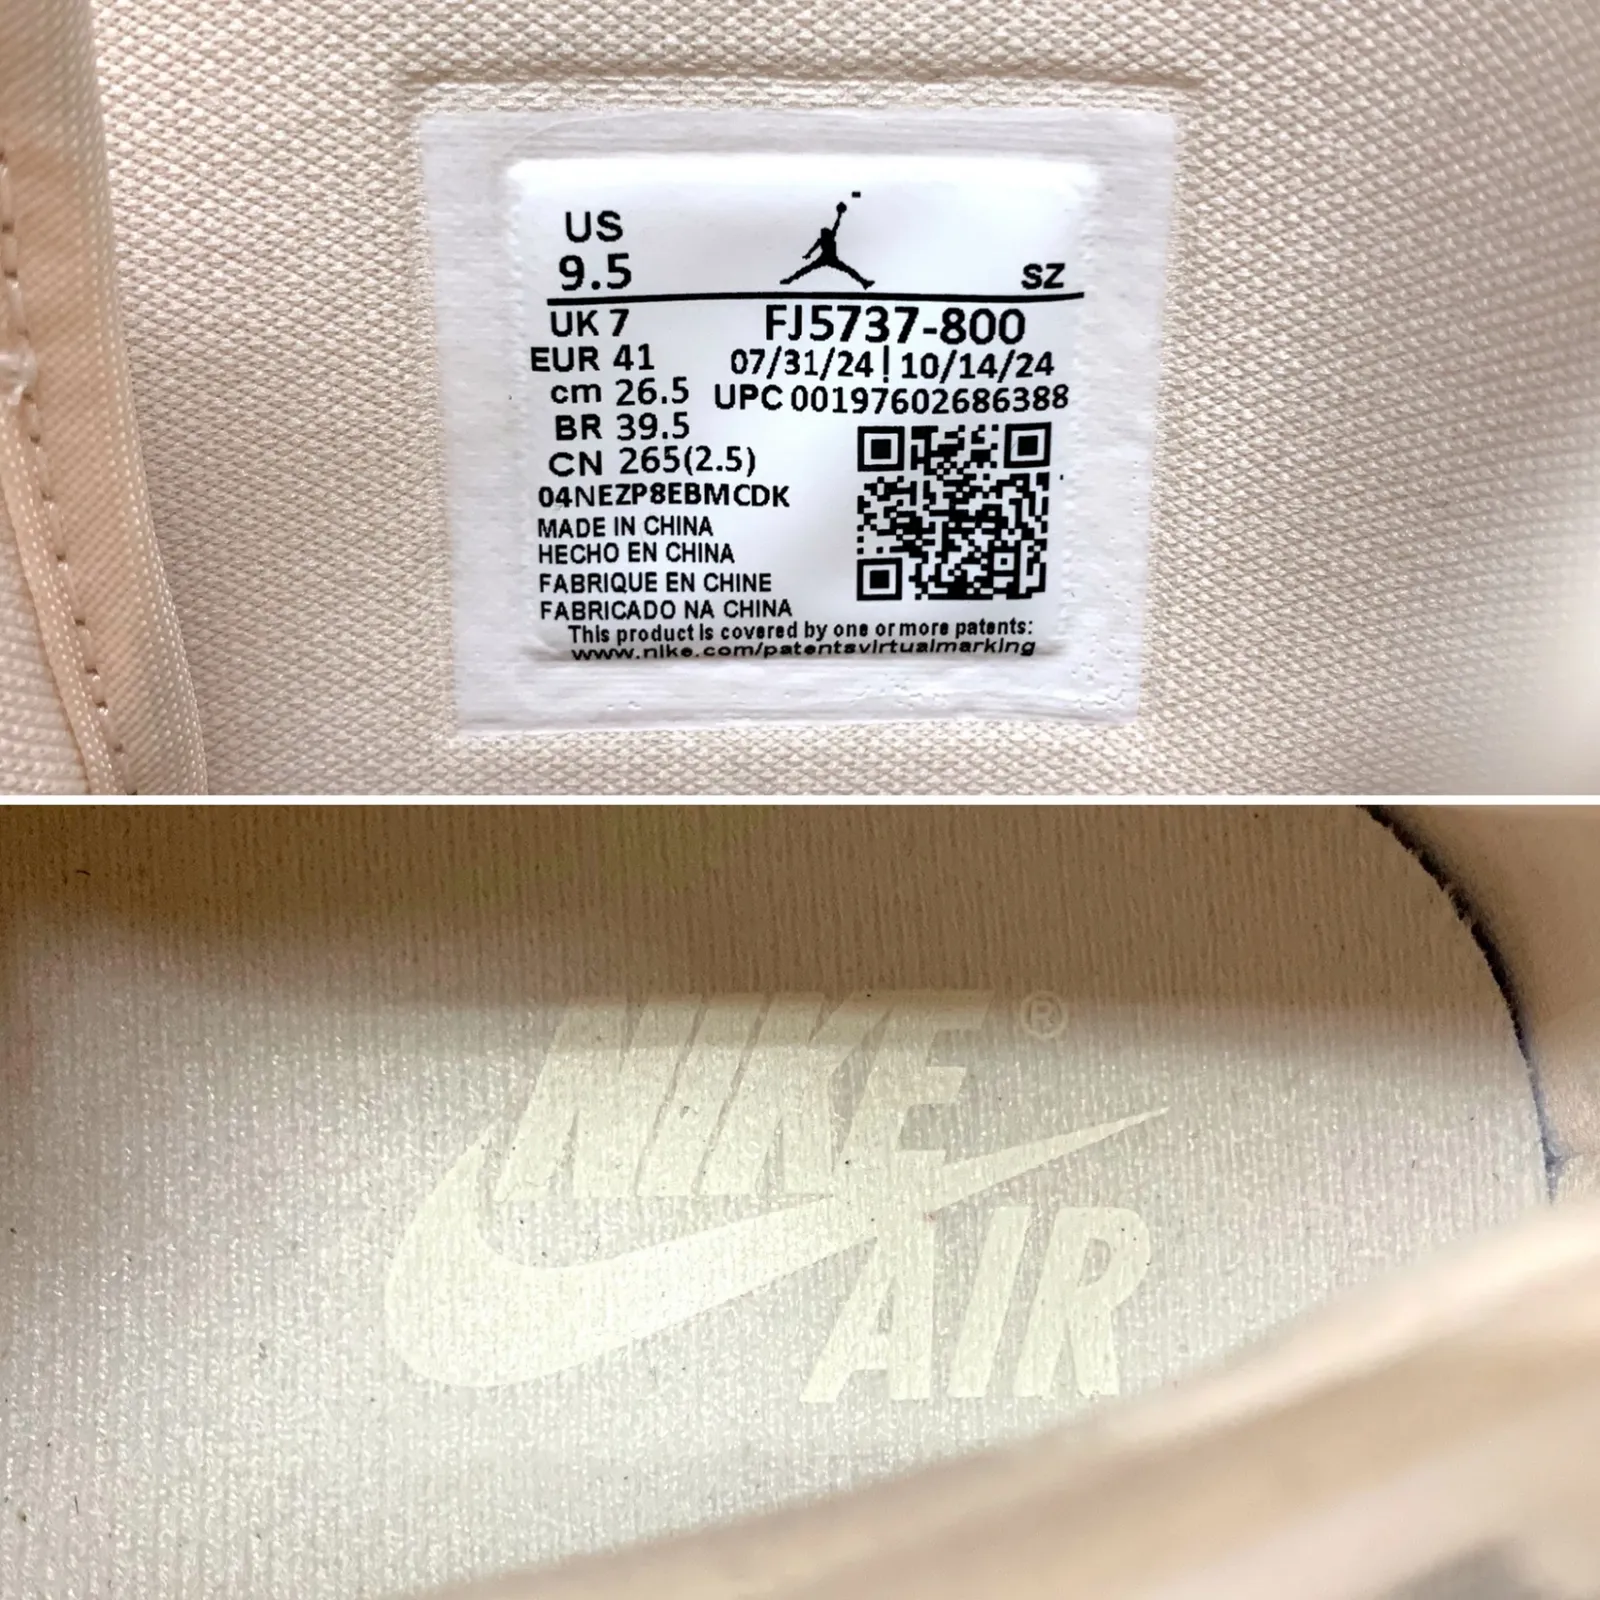 US
9.5
SZ
UK 7
FJ5737-800
EUR 41
07/31/24 | 10/14/24
cm 26.5
UPC 00197602686388
BR 39.5
CN 265(2.5)
04NEZP8EBMCDK
MADE IN CHINA
HECHO EN CHINA
FABRIQUE EN CHINE
FABRICADO NA CHINA
This product is covered by one or more patents:
www.nike.com/patentsvirtualmarking
NIKE ®
AIR